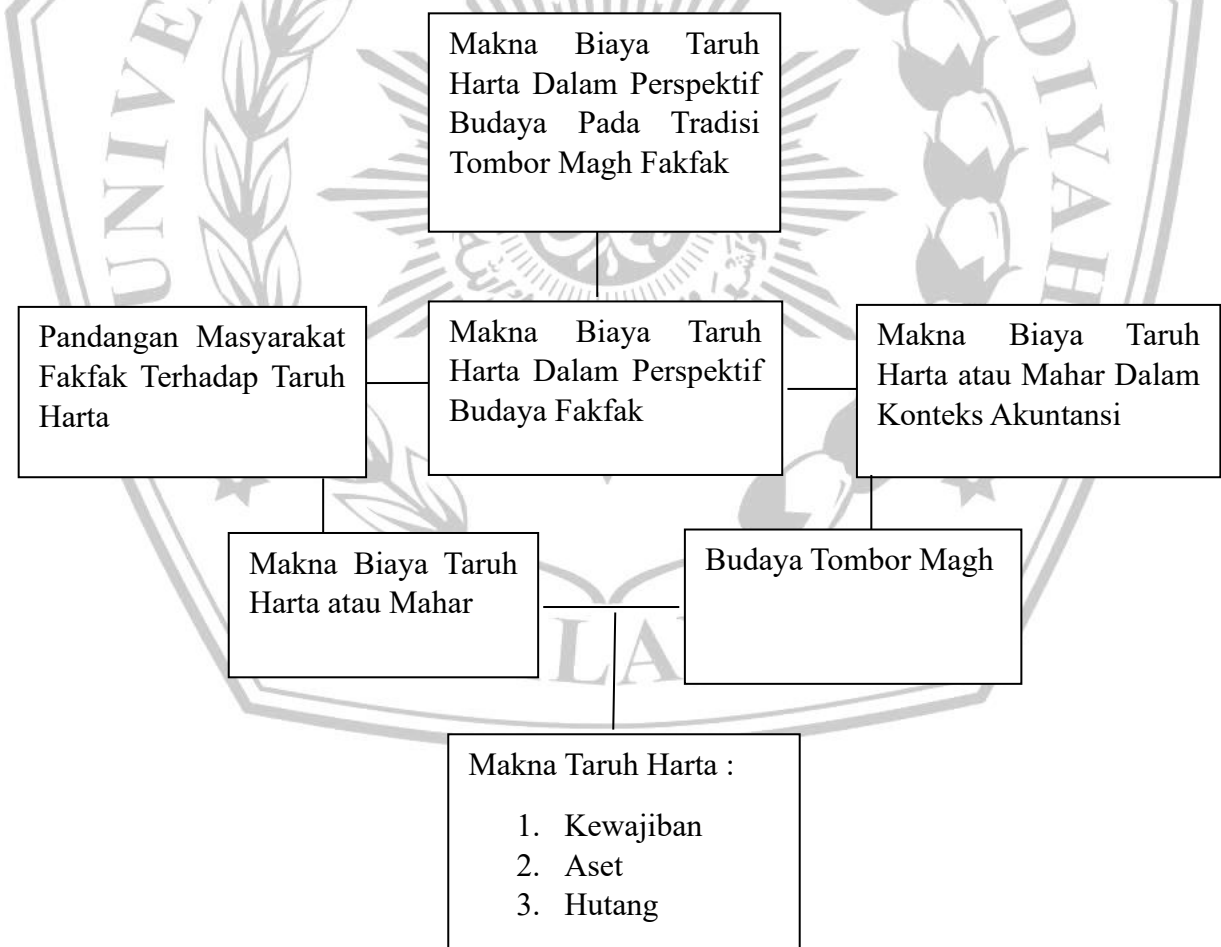 Makna Biaya Taruh
Harta Dalam Perspektif
Budaya Pada Tradisi
Tombor Magh Fakfak
Pandangan Masyarakat
Fakfak Terhadap Taruh
Harta
Makna Biaya Taruh
Harta Dalam Perspektif
Budaya Fakfak
Makna Biaya Taruh
Harta atau Mahar Dalam
Konteks Akuntansi
Makna Biaya Taruh
Harta atau Mahar
Budaya Tombor Magh
Makna Taruh Harta :
1. Kewajiban
2. Aset
3. Hutang